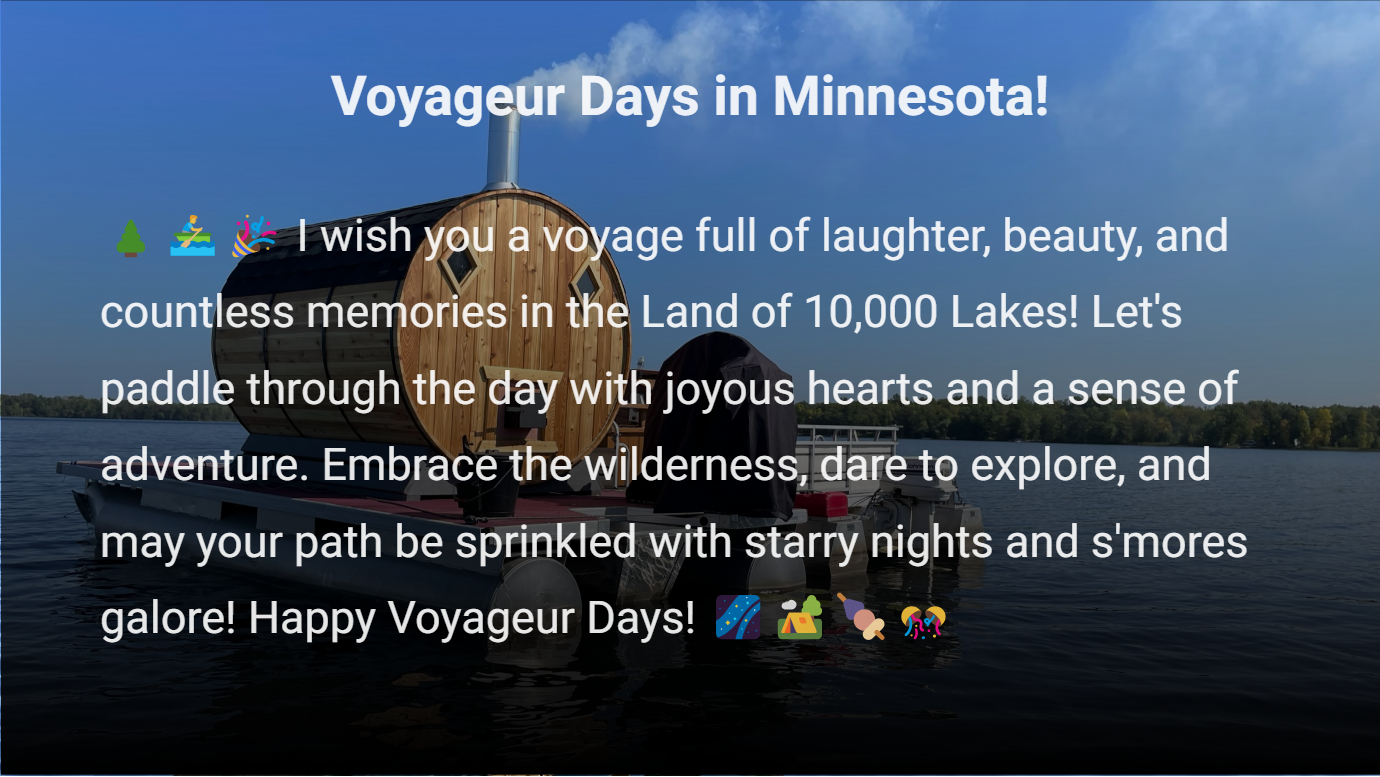 Voyageur Days in Minnesota!
🌲 🚣 🎉 I wish you a voyage full of laughter, beauty, and
countless memories in the Land of 10,000 Lakes! Let's
paddle through the day with joyous hearts and a sense of
adventure. Embrace the wilderness, dare to explore, and
may your path be sprinkled with starry nights and s'mores
galore! Happy Voyageur Days! 🌌 🏕️ 🍢 🎊